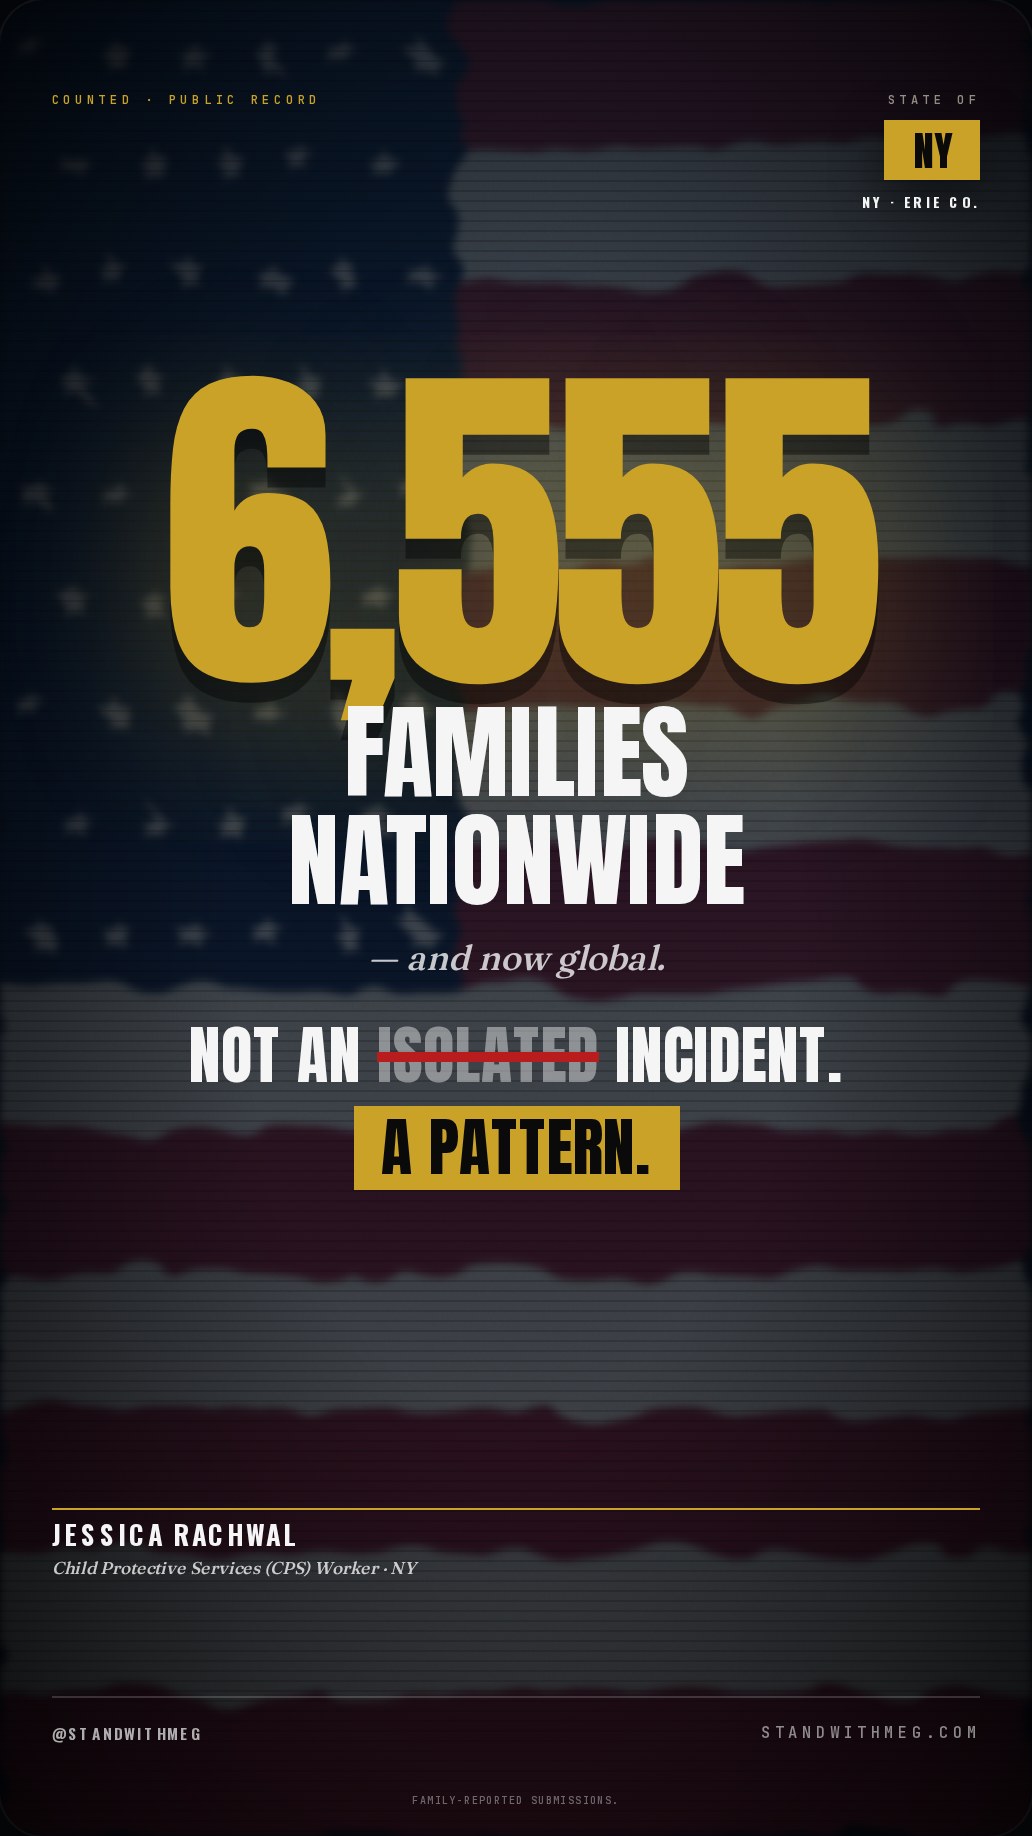 COUNTED · PUBLIC RECORD
STATE OF
NY
NY · ERIE CO.
6,555
FAMILIES
NATIONWIDE
— and now global.
NOT AN ISOLATED INCIDENT.
A PATTERN.
JESSICA RACHWAL
Child Protective Services (CPS) Worker · NY
@STANDWITHMEG
STANDWITHMEG.COM
FAMILY-REPORTED SUBMISSIONS.